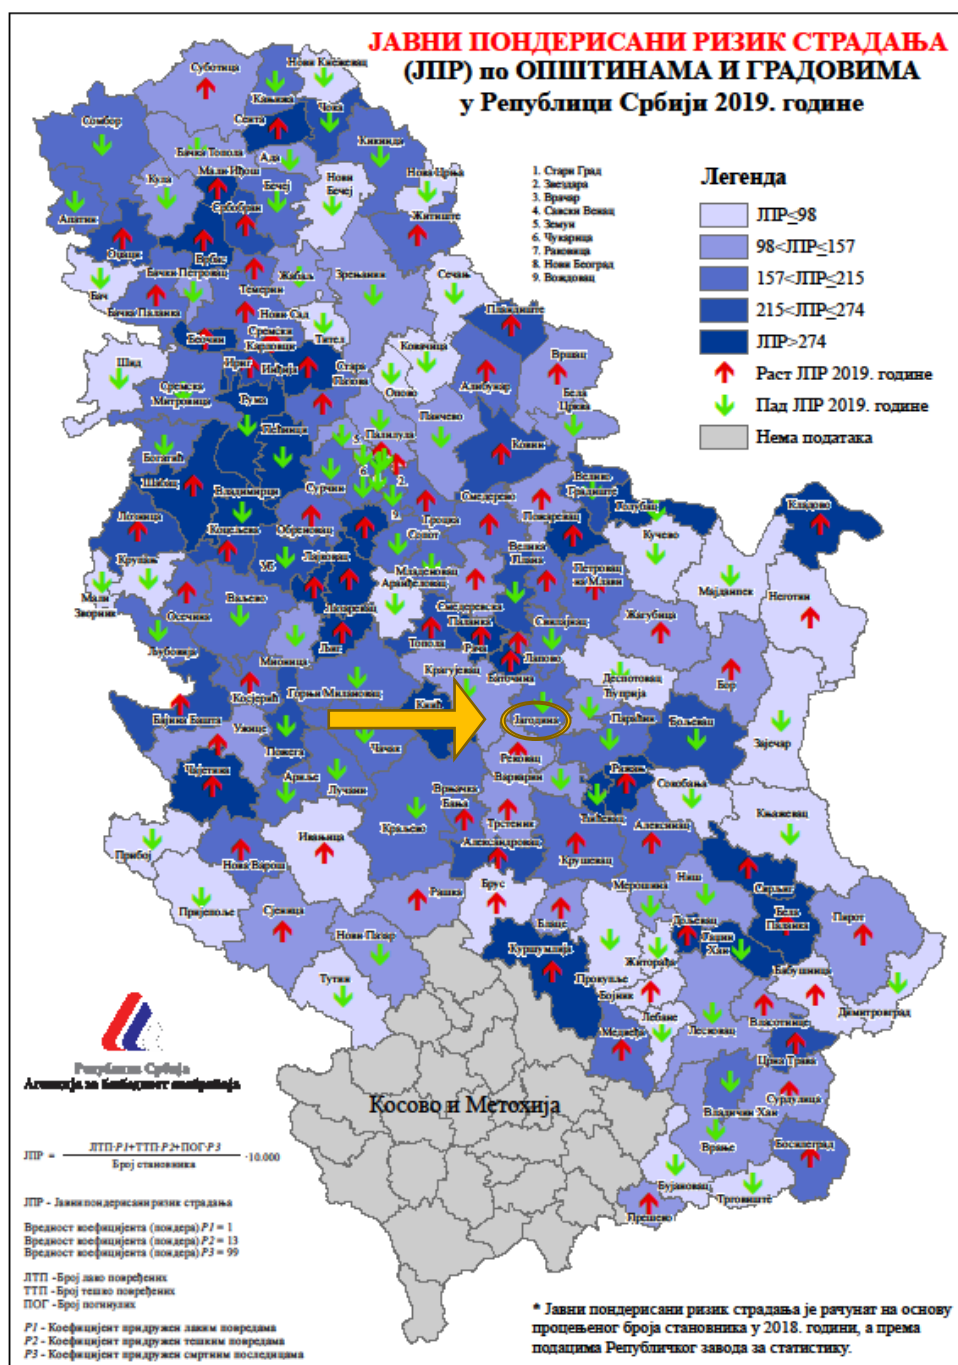 ЈАВНИ ПОНДЕРИСАНИ РИЗИК СТРАДАЊА
(ЈПР) по ОПШТИНАМА И ГРАДОВИМА
у Републици Србији 2019. године
1. Стари Град
2. Звездара
3. Врачар
4. Савски Венац
5. Земун
6. Чукарица
7. Раковица
8. Нови Београд
9. Вождовац
Легенда
ЈПР≤98
98<ЈПР≤157
157<ЈПР≤215
215<ЈПР≤274
ЈПР>274
Раст ЈПР 2019. године
Пад ЈПР 2019. године
Нема података
Суботица
Нови Кнежевац
Кањижа
Чока
Сента
Сомбор
Бачка Топола
Ада
Кикинда
Мали Иђош
Кула
Бечеј
Нови Бечеј
Нова Црња
Србобран
Житиште
Апатин
Оџаци
Врбас
Бач
Бачки Петровац
Жабаљ
Зрењанин
Сечањ
Темерин
Бачка Паланка
Нови Сад
Пландиште
Беочин
Сремски Карловци
Тител
Ковачица
Вршац
Шид
Ириг
Инђија
Стара Пазова
Опово
Алибунар
Сремска Митровица
Рума
Бела Црква
Панчево
Пећинци
Палилула
5.
Ковин
Богатић
6.
2.
Сурчин
Велико Градиште
Шабац
Владимирци
Смедерево
Голубац
Кладово
9.
Гроцка
Пожаревац
Лозница
Коцељева
Обреновац
Сопот
Кучево
Крупањ
Уб
Лајковац
Велика Плана
Петровац на Млави
Младеновац
Мајданпек
Неготин
Мали Зворник
Аранђеловац
Осечина
Ваљево
Лазаревац
Смедеревска Паланка
Жагубица
Топола
Рача
Свилајнац
Љубовија
Мионица
Љиг
Лапово
Баточина
Деспотовац
Бор
Косјерић
Горњи Милановац
Крагујевац
Ћуприја
Бајина Башта
Кнић
Јагодина
Параћин
Бољевац
Ужице
Пожега
Чачак
Зајечар
Рековац
Чајетина
Ариље
Лучани
Варварин
Ражањ
Сокобања
Врњачка Бања
Ћићевац
Књажевац
Краљево
Трстеник
Алексинац
Прибој
Ивањица
Александровац
Крушевац
Нова Варош
Сврљиг
Мерошина
Ниш
Пријепоље
Рашка
Брус
Бела Паланка
Сјеница
Блаце
Дољевац
Пирот
Нови Пазар
Куршумлија
Гаџин Хан
Житорађа
Тутин
Прокупље
Бабушница
Бојник
Димитровград
Лебане
Власотинце
Медвеђа
Лесковац
Црна Трава
Сурдулица
Владичин Хан
Врање
Босилеград
Бујановац
Трговиште
Прешево
Косово и Метохија
Република Србија
Агенција за безбедност саобраћаја
ЈПР = ЛТП·P1+ТТП·P2+ПОГ·P3 ·10.000
Број становника
ЈПР - Јавни пондерисани ризик страдања
Вредност коефицијента (пондера) P1 = 1
Вредност коефицијента (пондера) P2 = 13
Вредност коефицијента (пондера) P3 = 99
ЛТП - Број лако повређених
ТТП - Број тешко повређених
ПОГ - Број погинулих
P1 - Коефицијент придружен лаким повредама
P2 - Коефицијент придружен тешким повредама
P3 - Коефицијент придружен смртним последицама
* Јавни пондерисани ризик страдања је рачунат на основу
процењеног броја становника у 2018. години, а према
подацима Републичког завода за статистику.